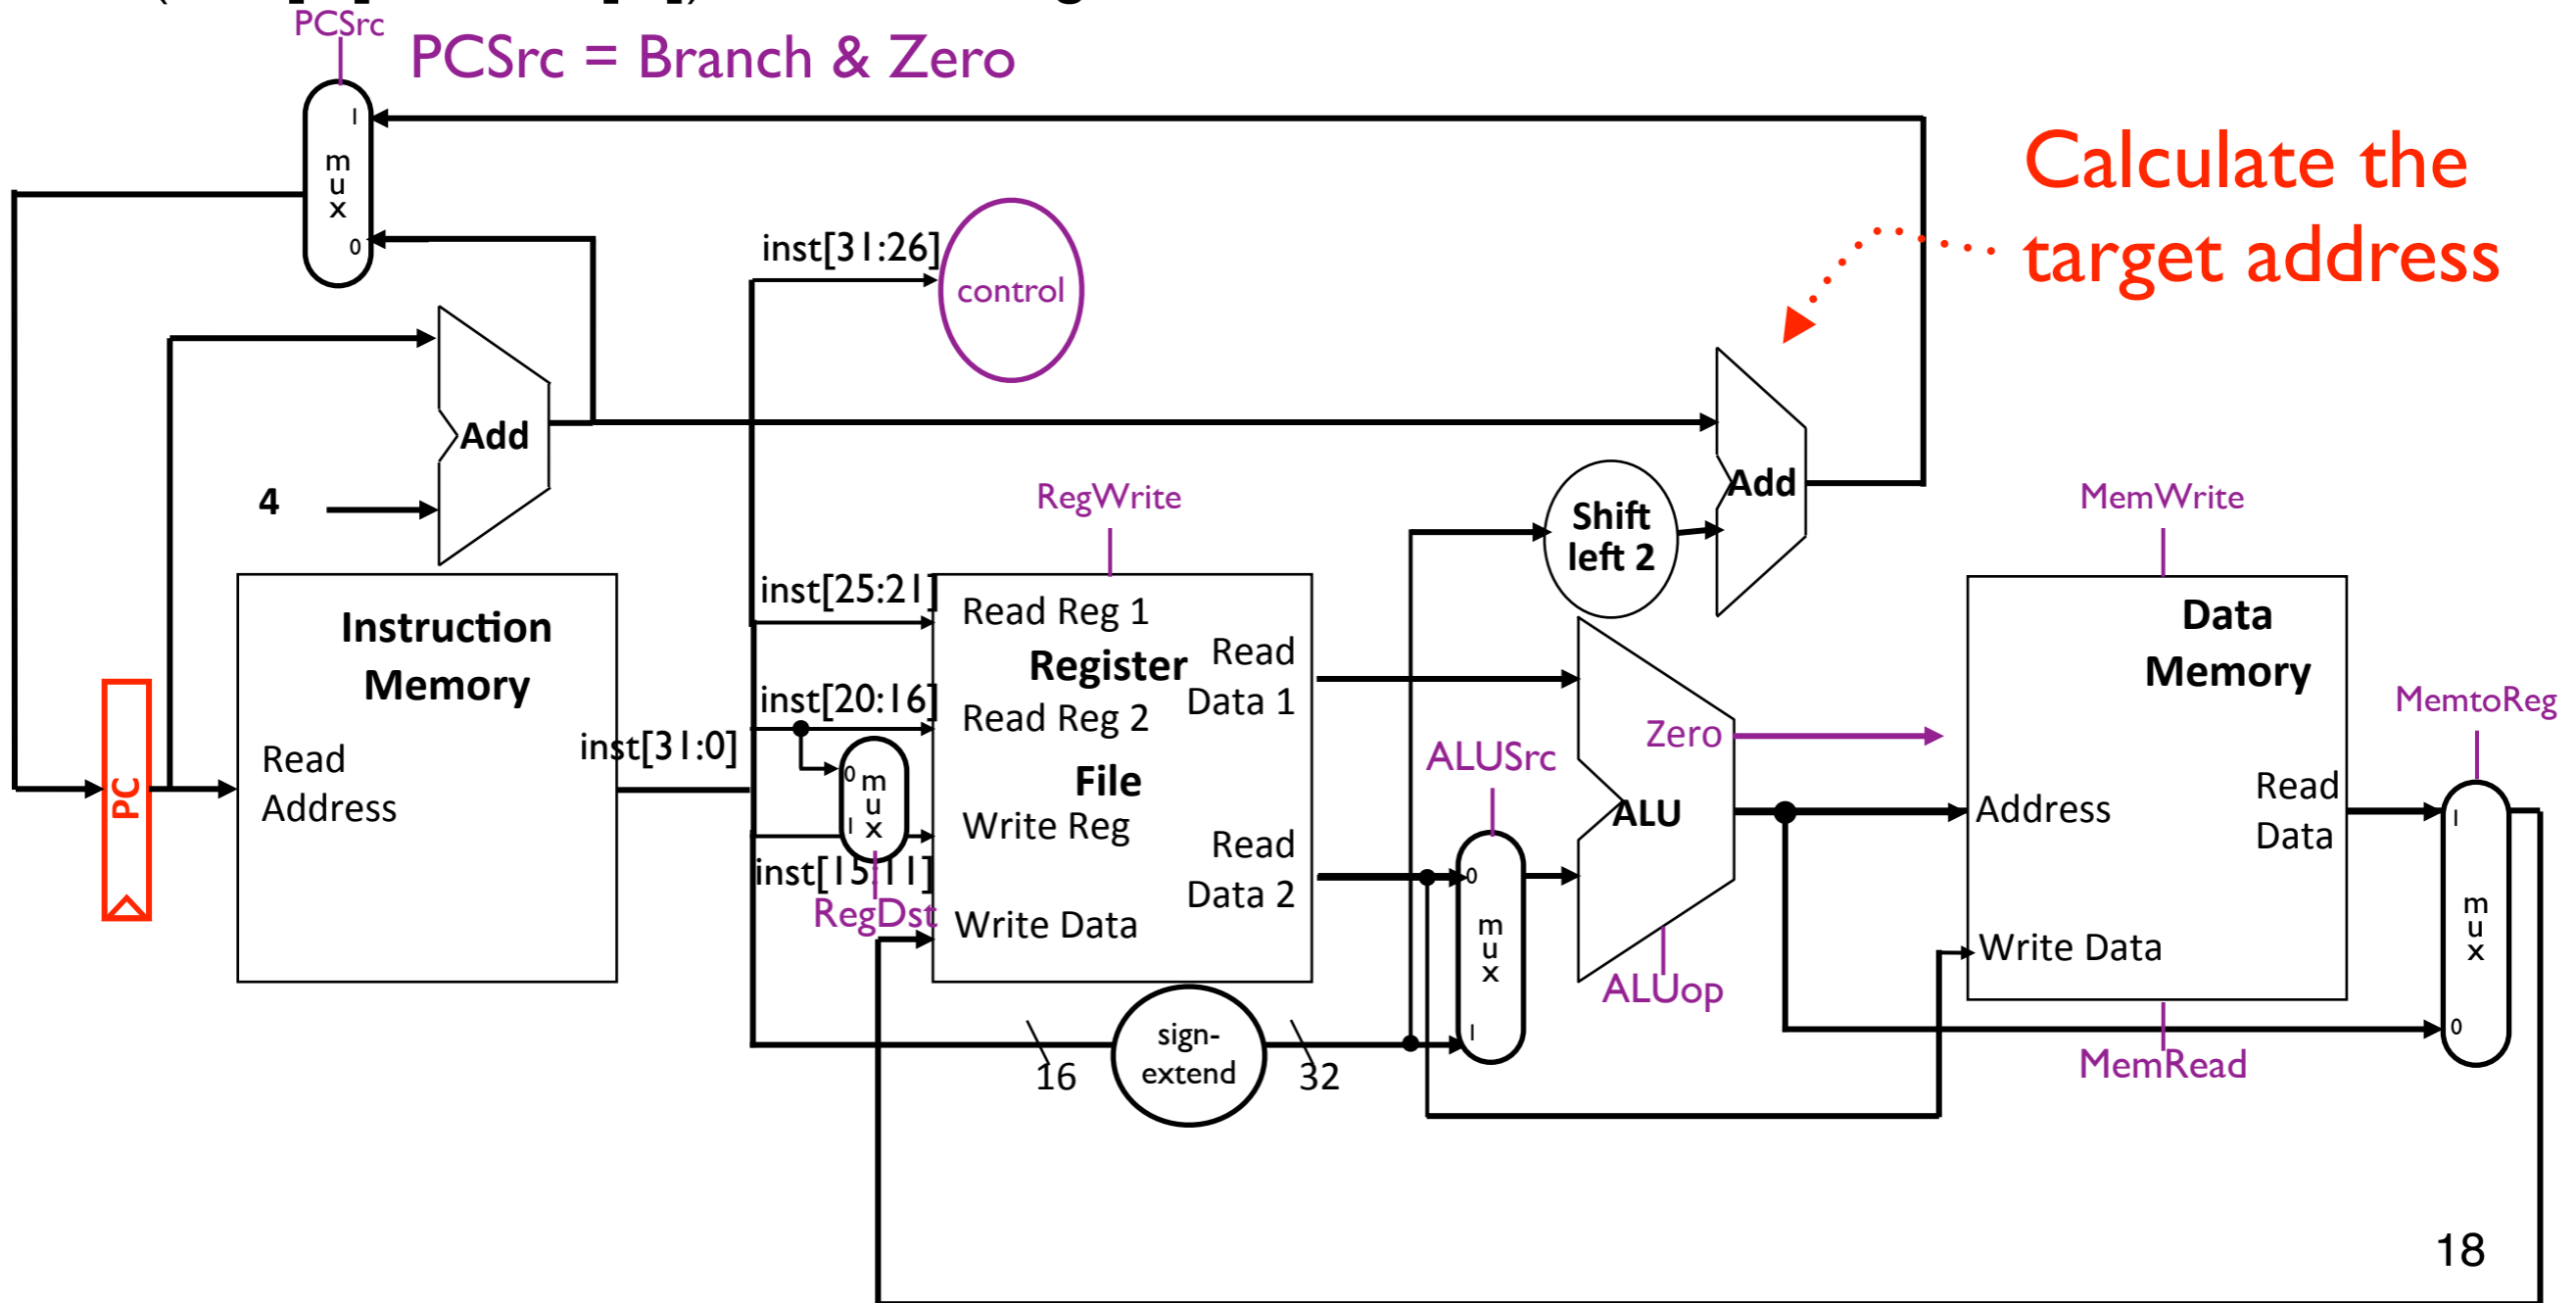 PCSrc
PCSrc = Branch & Zero
1
m
u
x
0
Calculate the
target address
inst[31:26]
control
Add
4
Add
Shift
left 2
RegWrite
MemWrite
inst[25:21]
Instruction
Memory
Read
Address
PC
inst[31:0]
inst[20:16]
0
m
u
x
1
inst[15:11]
RegDst
Read Reg 1
Register
Read
Data 1
Read Reg 2
File
Write Reg
Read
Data 2
Write Data
16
sign-
extend
32
ALUSrc
0
m
u
x
1
Zero
ALU
ALUop
Data
Memory
Address
Read
Data
Write Data
MemRead
MemtoReg
1
m
u
x
0
18